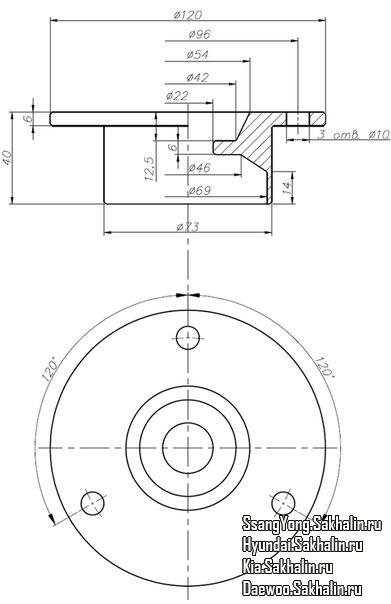 Ø120
Ø96
Ø54
Ø42
Ø22
6
40
12,5
6
3 отв. Ø10
Ø46
Ø69
14
Ø73
120°
120°
SsangYong.Sakhalin.ru
Hyundai.Sakhalin.ru
Kia.Sakhalin.ru
Daewoo.Sakhalin.ru